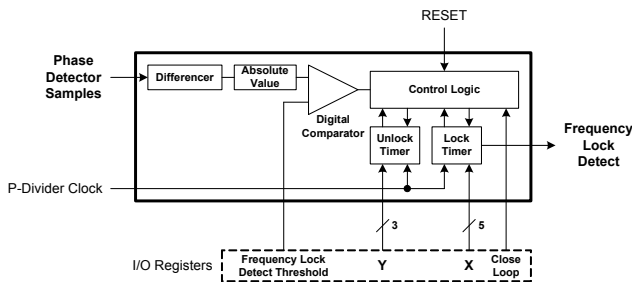 RESET
Phase
Detector
Samples
Differencer
Absolute
Value
Control Logic
Digital
Comparator
Unlock
Timer
Lock
Timer
Frequency
Lock
Detect
P-Divider Clock
3
5
I/O Registers
Frequency Lock
Detect Threshold
Y
X
Close
Loop